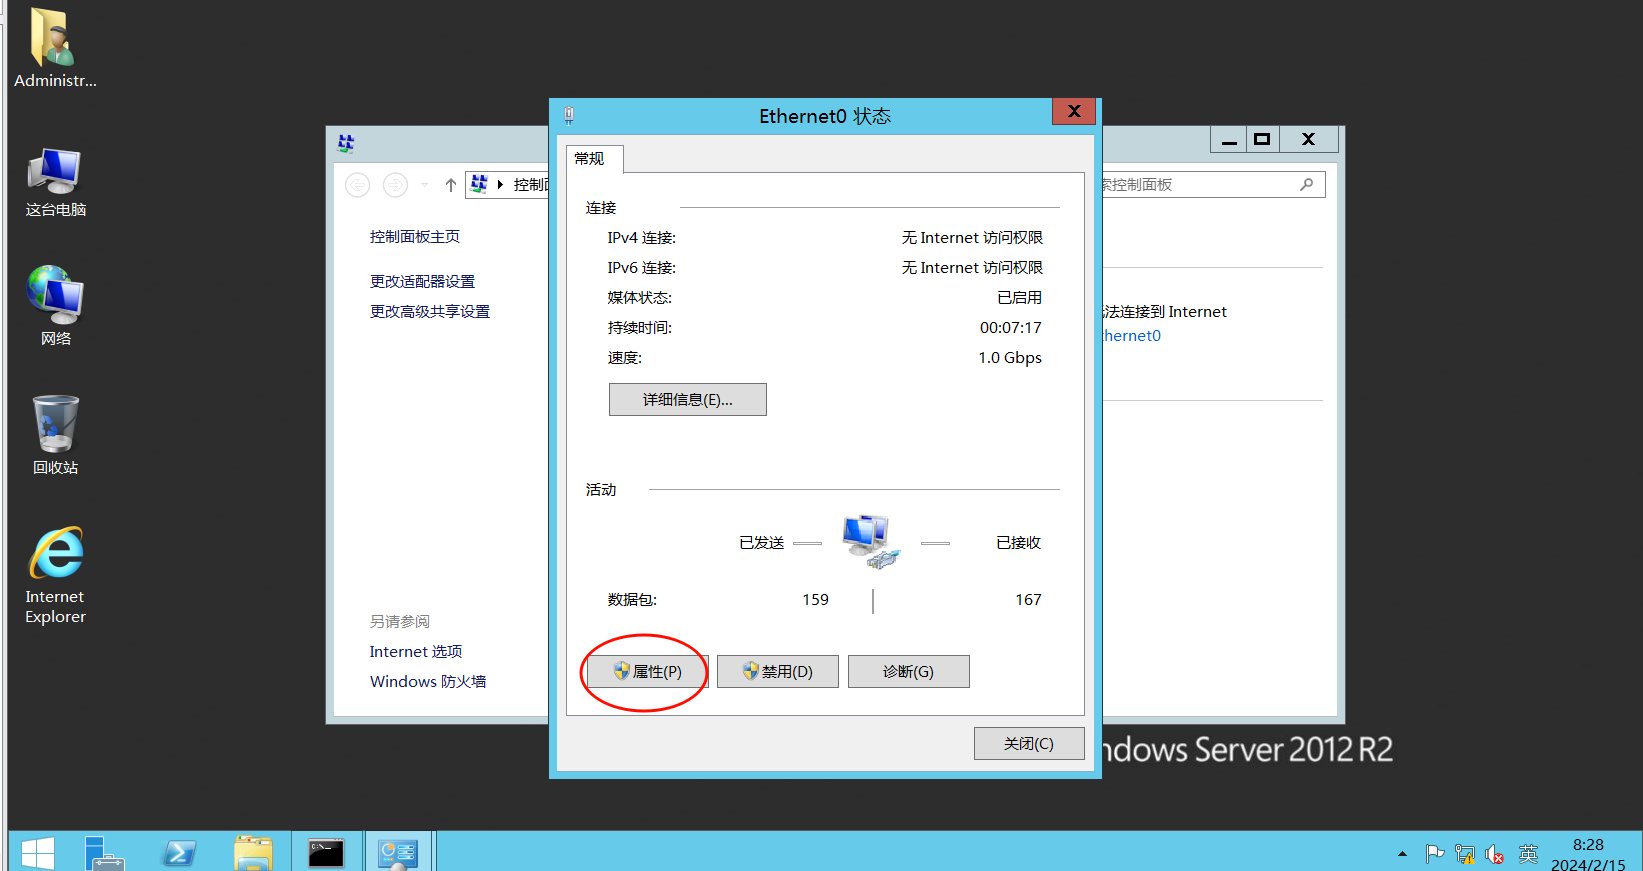 Administr...
这台电脑
网络
回收站
Internet
Explorer
控制面
控制面板主页
更改适配器设置
更改高级共享设置
另请参阅
Internet 选项
Windows 防火墙
Ethernet0 状态
常规
连接
IPv4 连接: 无 Internet 访问权限
IPv6 连接: 无 Internet 访问权限
媒体状态: 已启用
持续时间: 00:07:17
速度: 1.0 Gbps
详细信息(E)...
活动
已发送 已接收
数据包: 159 167
属性(P) 禁用(D) 诊断(G)
关闭(C)
索控制面板
法连接到 Internet
thernet0
ndows Server 2012 R2
英
8:28
2024/2/15